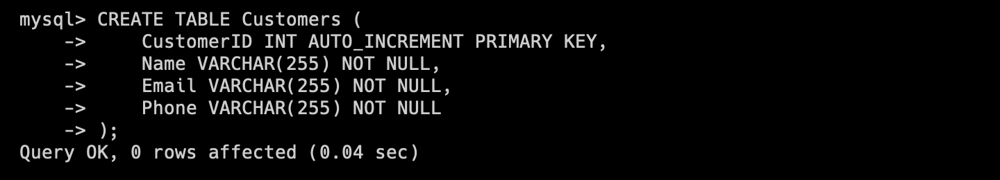 mysql> CREATE TABLE Customers (
    ->     CustomerID INT AUTO_INCREMENT PRIMARY KEY,
    ->     Name VARCHAR(255) NOT NULL,
    ->     Email VARCHAR(255) NOT NULL,
    ->     Phone VARCHAR(255) NOT NULL
    -> );
Query OK, 0 rows affected (0.04 sec)